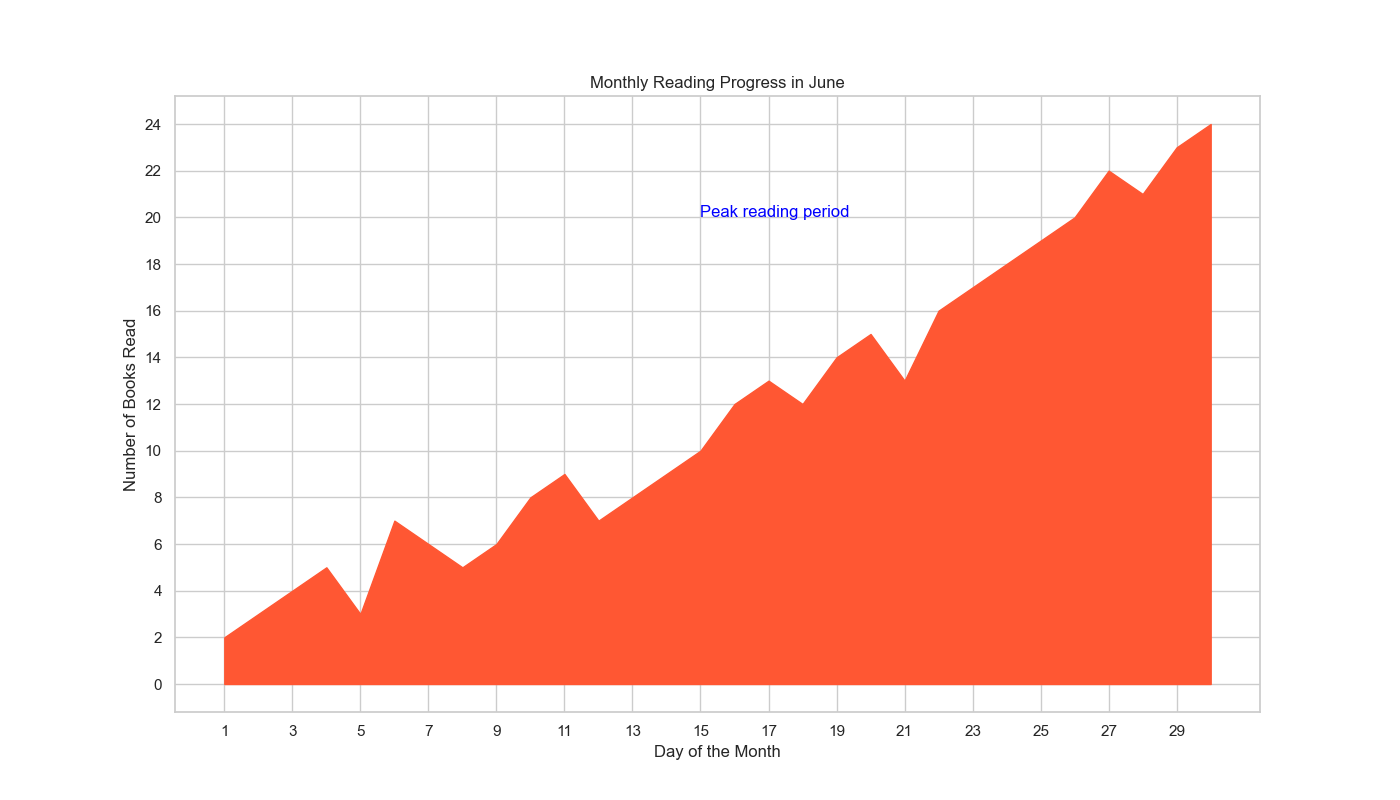 Monthly Reading Progress in June
Number of Books Read
24
22
20
18
16
14
12
10
8
6
4
2
0
Peak reading period
1 3 5 7 9 11 13 15 17 19 21 23 25 27 29
Day of the Month